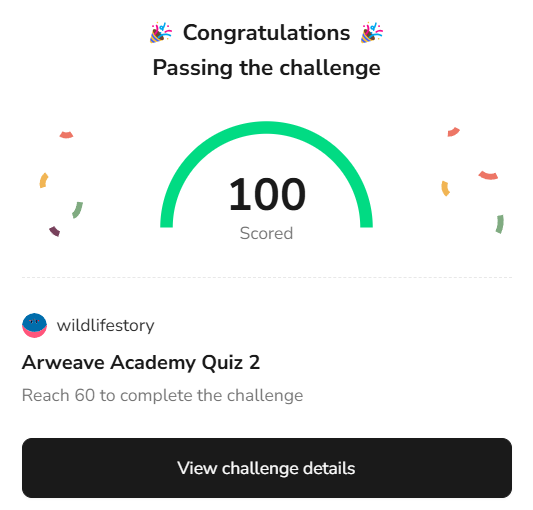 🎉 Congratulations 🎉
Passing the challenge
100
Scored
wildlifestory
Arweave Academy Quiz 2
Reach 60 to complete the challenge
View challenge details